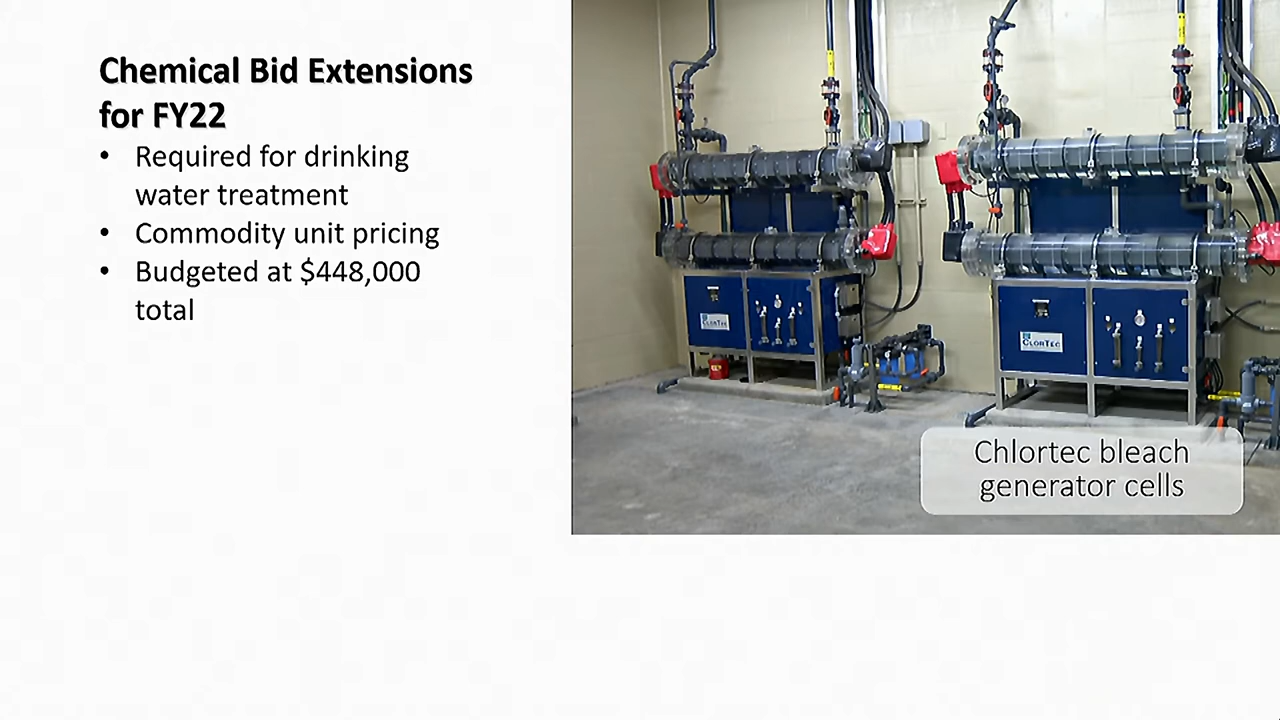 Chemical Bid Extensions
for FY22
• Required for drinking
water treatment
• Commodity unit pricing
• Budgeted at $448,000
total
CLORTEC
CLORTEC
Chlortec bleach
generator cells